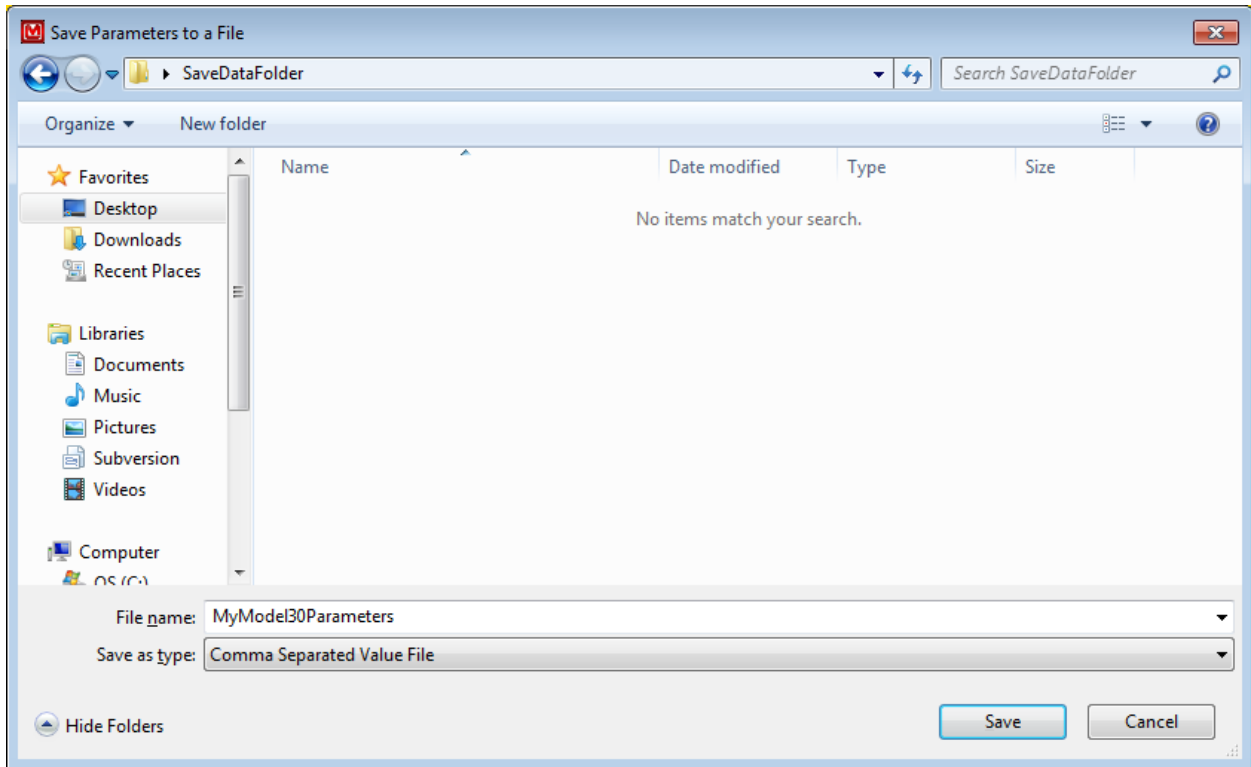 Save Parameters to a File
SaveDataFolder
Search SaveDataFolder
Organize
New folder
Name
Date modified
Type
Size
No items match your search.
Favorites
Desktop
Downloads
Recent Places
Libraries
Documents
Music
Pictures
Subversion
Videos
Computer
OS (C:)
File name: MyModel30Parameters
Save as type: Comma Separated Value File
Hide Folders
Save
Cancel